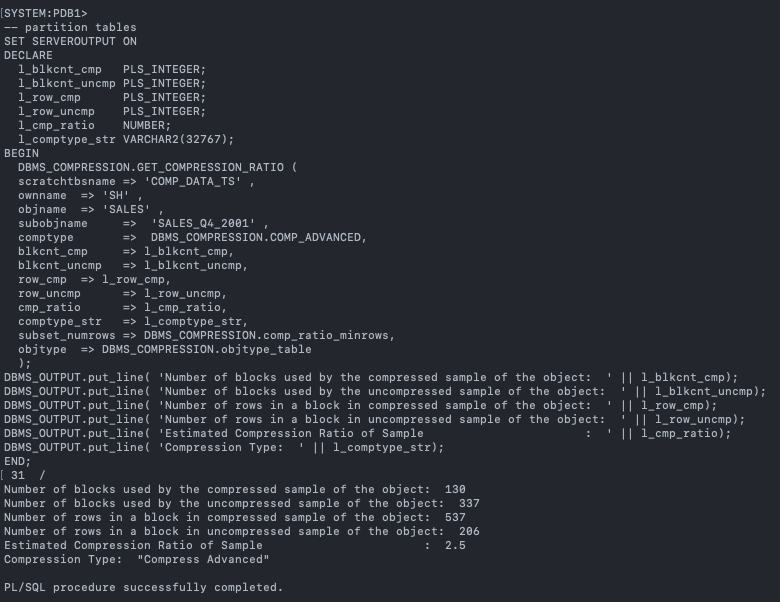 [SYSTEM:PDB1>
-- partition tables
SET SERVEROUTPUT ON
DECLARE
  l_blkcnt_cmp   PLS_INTEGER;
  l_blkcnt_uncmp PLS_INTEGER;
  l_row_cmp      PLS_INTEGER;
  l_row_uncmp    PLS_INTEGER;
  l_cmp_ratio    NUMBER;
  l_comptype_str VARCHAR2(32767);
BEGIN
  DBMS_COMPRESSION.GET_COMPRESSION_RATIO (
  scratchtbsname => 'COMP_DATA_TS' ,
  ownname  => 'SH' ,
  objname  => 'SALES' ,
  subobjname     =>  'SALES_Q4_2001' ,
  comptype       =>  DBMS_COMPRESSION.COMP_ADVANCED,
  blkcnt_cmp     => l_blkcnt_cmp,
  blkcnt_uncmp   => l_blkcnt_uncmp,
  row_cmp  => l_row_cmp,
  row_uncmp      => l_row_uncmp,
  cmp_ratio      => l_cmp_ratio,
  comptype_str   => l_comptype_str,
  subset_numrows => DBMS_COMPRESSION.comp_ratio_minrows,
  objtype  => DBMS_COMPRESSION.objtype_table
  );
DBMS_OUTPUT.put_line( 'Number of blocks used by the compressed sample of the object:  ' || l_blkcnt_cmp);
DBMS_OUTPUT.put_line( 'Number of blocks used by the uncompressed sample of the object:  ' || l_blkcnt_uncmp);
DBMS_OUTPUT.put_line( 'Number of rows in a block in compressed sample of the object:  ' || l_row_cmp);
DBMS_OUTPUT.put_line( 'Number of rows in a block in uncompressed sample of the object:  ' || l_row_uncmp);
DBMS_OUTPUT.put_line( 'Estimated Compression Ratio of Sample                       :  ' || l_cmp_ratio);
DBMS_OUTPUT.put_line( 'Compression Type:  ' || l_comptype_str);
END;
[ 31  /
Number of blocks used by the compressed sample of the object:  130
Number of blocks used by the uncompressed sample of the object:  337
Number of rows in a block in compressed sample of the object:  537
Number of rows in a block in uncompressed sample of the object:  206
Estimated Compression Ratio of Sample                       :  2.5
Compression Type:  "Compress Advanced"

PL/SQL procedure successfully completed.